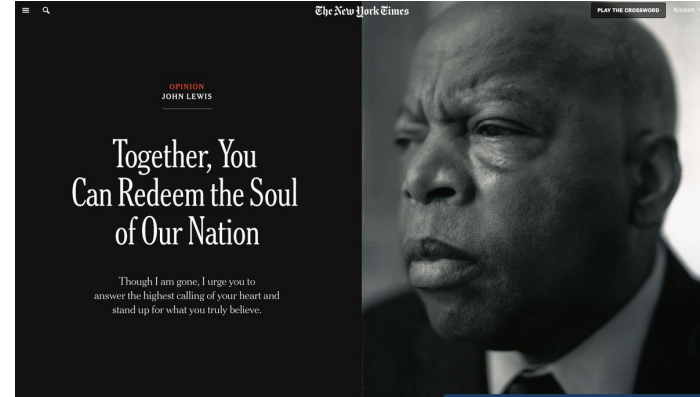 The New York Times
PLAY THE CROSSWORD
Account
OPINION
JOHN LEWIS
Together, You
Can Redeem the Soul
of Our Nation
Though I am gone, I urge you to
answer the highest calling of your heart and
stand up for what you truly believe.